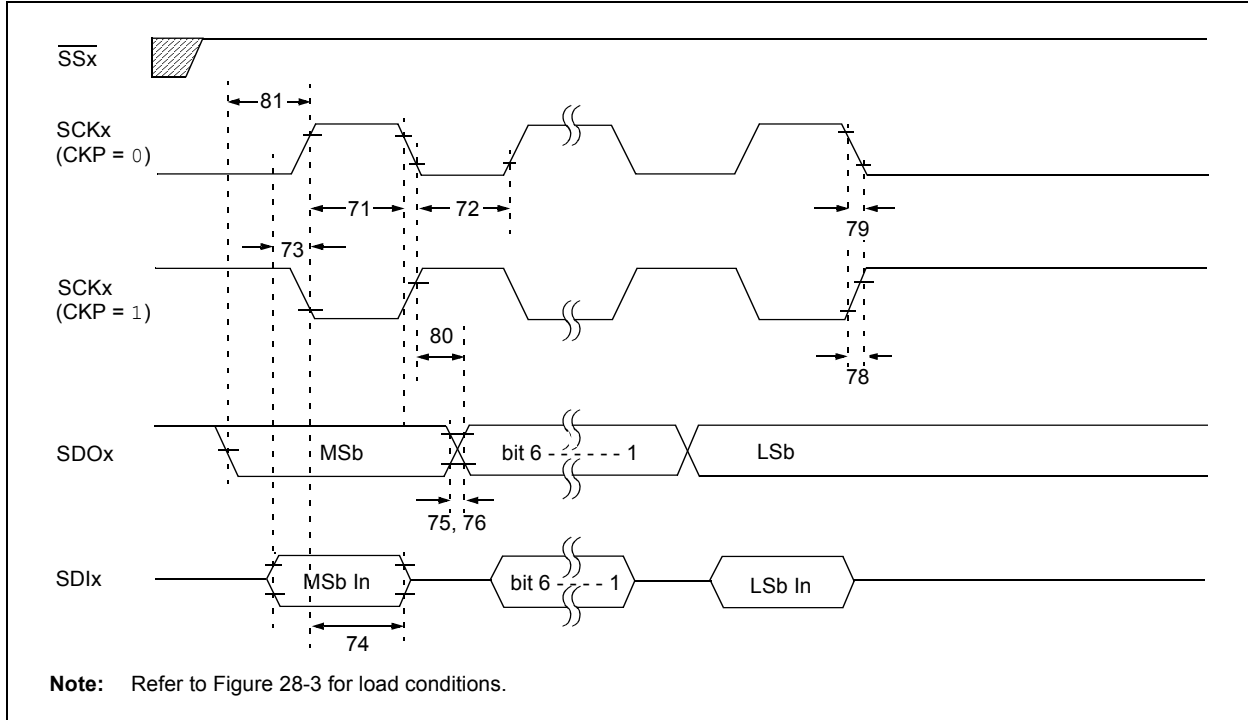 SSx
81
SCKx
(CKP = 0)
71
72
79
73
SCKx
(CKP = 1)
80
78
SDOx
MSb
bit 6 - - - - - - 1
LSb
75, 76
SDIx
MSb In
bit 6 - - - - - 1
LSb In
74
Note: Refer to Figure 28-3 for load conditions.